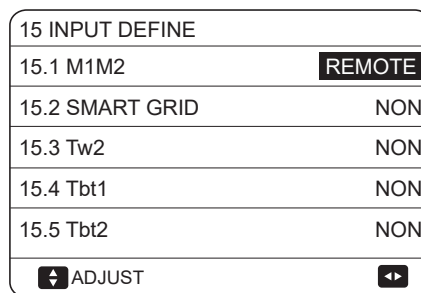 15 INPUT DEFINE
15.1 M1M2 REMOTE
15.2 SMART GRID NON
15.3 Tw2 NON
15.4 Tbt1 NON
15.5 Tbt2 NON
ADJUST